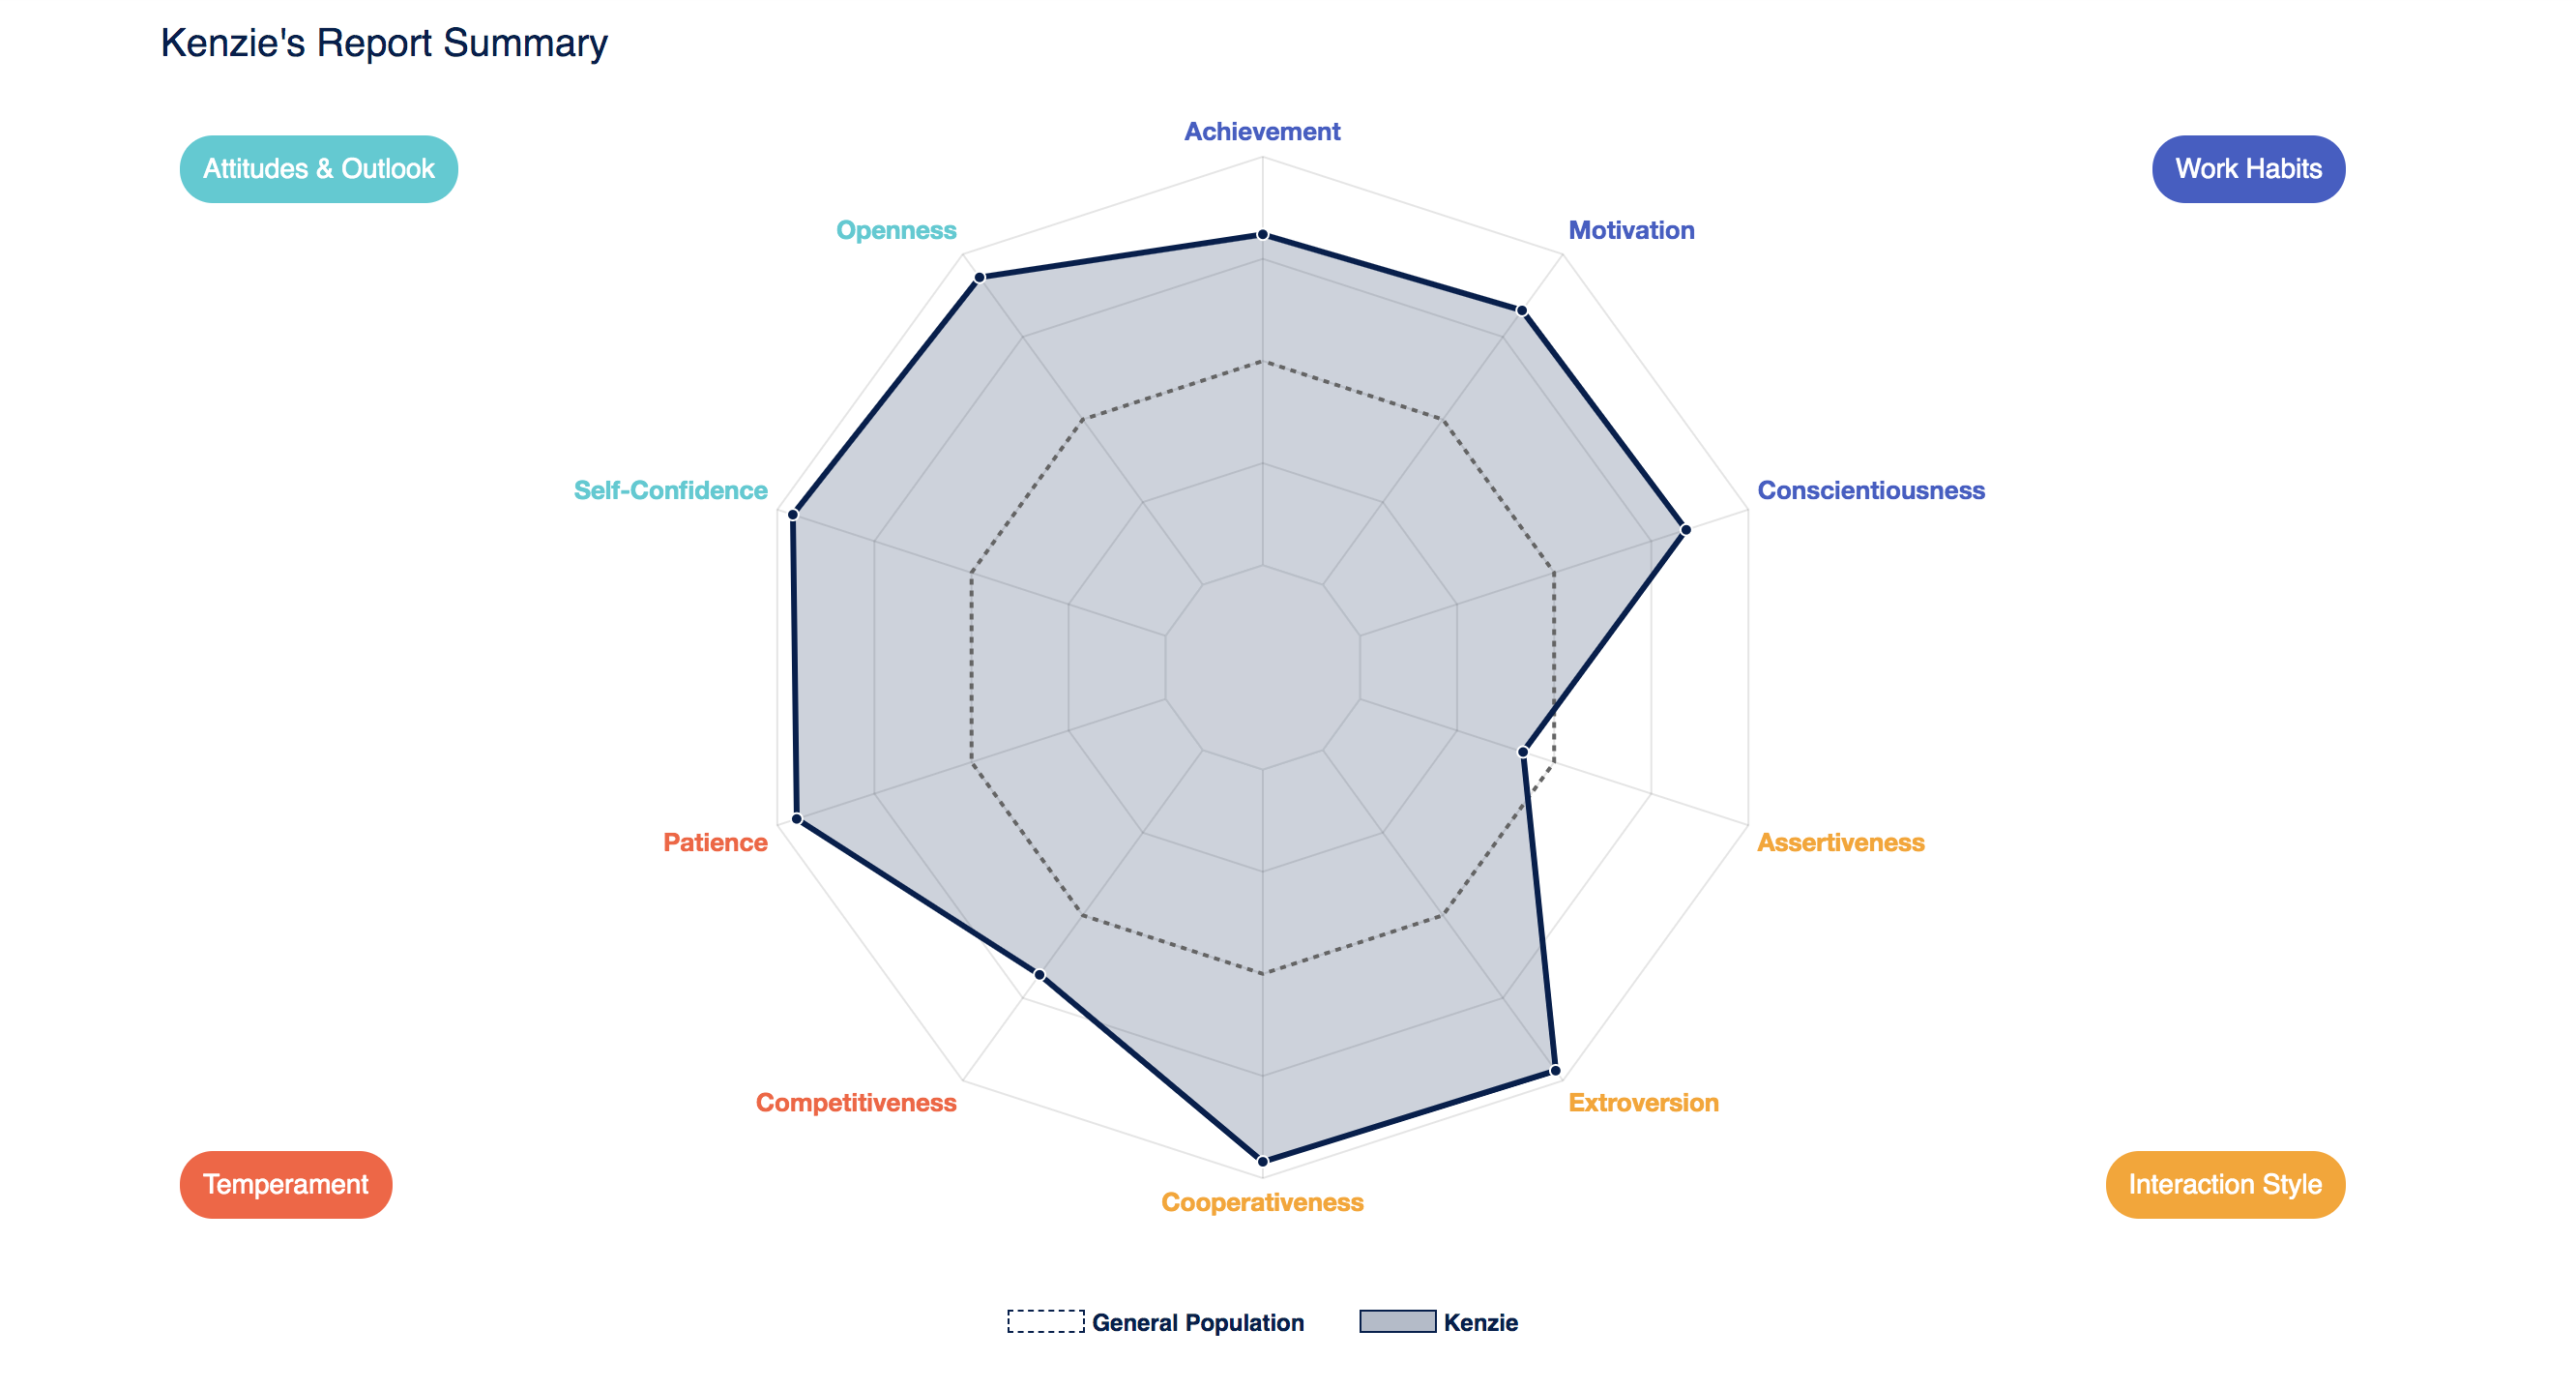 Kenzie's Report Summary
Attitudes & Outlook
Work Habits
Achievement
Openness
Motivation
Self-Confidence
Conscientiousness
Patience
Assertiveness
Competitiveness
Extroversion
Cooperativeness
Temperament
Interaction Style
General Population
Kenzie